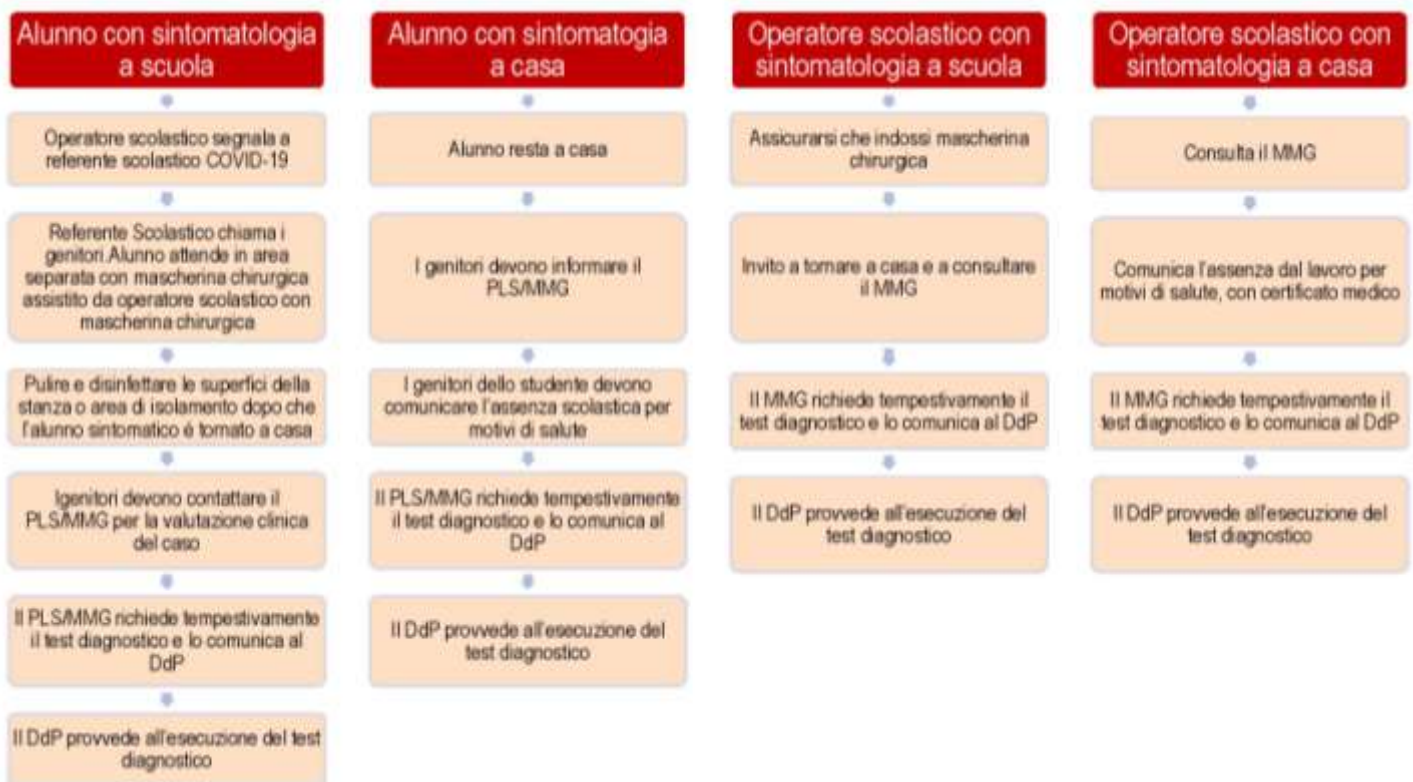 Alunno con sintomatologia
a scuola
Operatore scolastico segnala a
referente scolastico COVID-19
Referente Scolastico chiama i
genitori.Alunno attende in area
separata con mascherina chirurgica
assistito da operatore scolastico con
mascherina chirurgica
Pulire e disinfettare le superfici della
stanza o area di isolamento dopo che
l'alunno sintomatico é tornato a casa
Igenitori devono contattare il
PLS/MMG per la valutazione clinica
del caso
Il PLS/MMG richiede tempestivamente
il test diagnostico e lo comunica al
DdP
Il DdP provvede all'esecuzione del test
diagnostico
Alunno con sintomatogia
a casa
Alunno resta a casa
I genitori devono informare il
PLS/MMG
I genitori dello studente devono
comunicare l'assenza scolastica per
motivi di salute
Il PLS/MMG richiede tempestivamente
il test diagnostico e lo comunica al
DdP
Il DdP provvede all'esecuzione del
test diagnostico
Operatore scolastico con
sintomatologia a scuola
Assicurarsi che indossi mascherina
chirurgica
Invito a tornare a casa e a consultare
il MMG
Il MMG richiede tempestivamente il
test diagnostico e lo comunica al DdP
Il DdP provvede all'esecuzione del
test diagnostico
Operatore scolastico con
sintomatologia a casa
Consulta il MMG
Comunica l'assenza dal lavoro per
motivi di salute, con certificato medico
Il MMG richiede tempestivamente il
test diagnostico e lo comunica al DdP
Il DdP provvede all'esecuzione del
test diagnostico